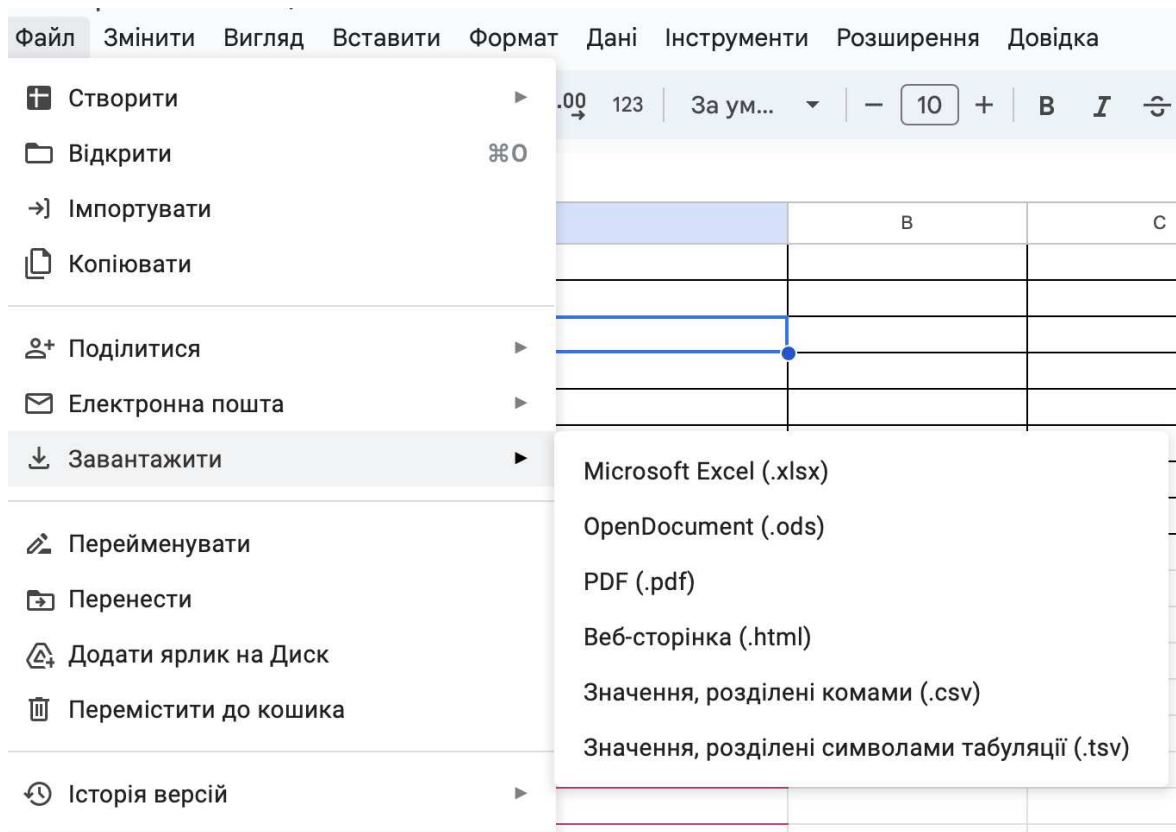 Файл Змінити Вигляд Вставити Формат Дані Інструменти Розширення Довідка
.00 123 За ум... − 10 + B I S
Створити
Відкрити ⌘O
Імпортувати
Копіювати
B C
Поділитися
Електронна пошта
Завантажити
Microsoft Excel (.xlsx)
OpenDocument (.ods)
PDF (.pdf)
Веб-сторінка (.html)
Значення, розділені комами (.csv)
Значення, розділені символами табуляції (.tsv)
Перейменувати
Перенести
Додати ярлик на Диск
Перемістити до кошика
Історія версій